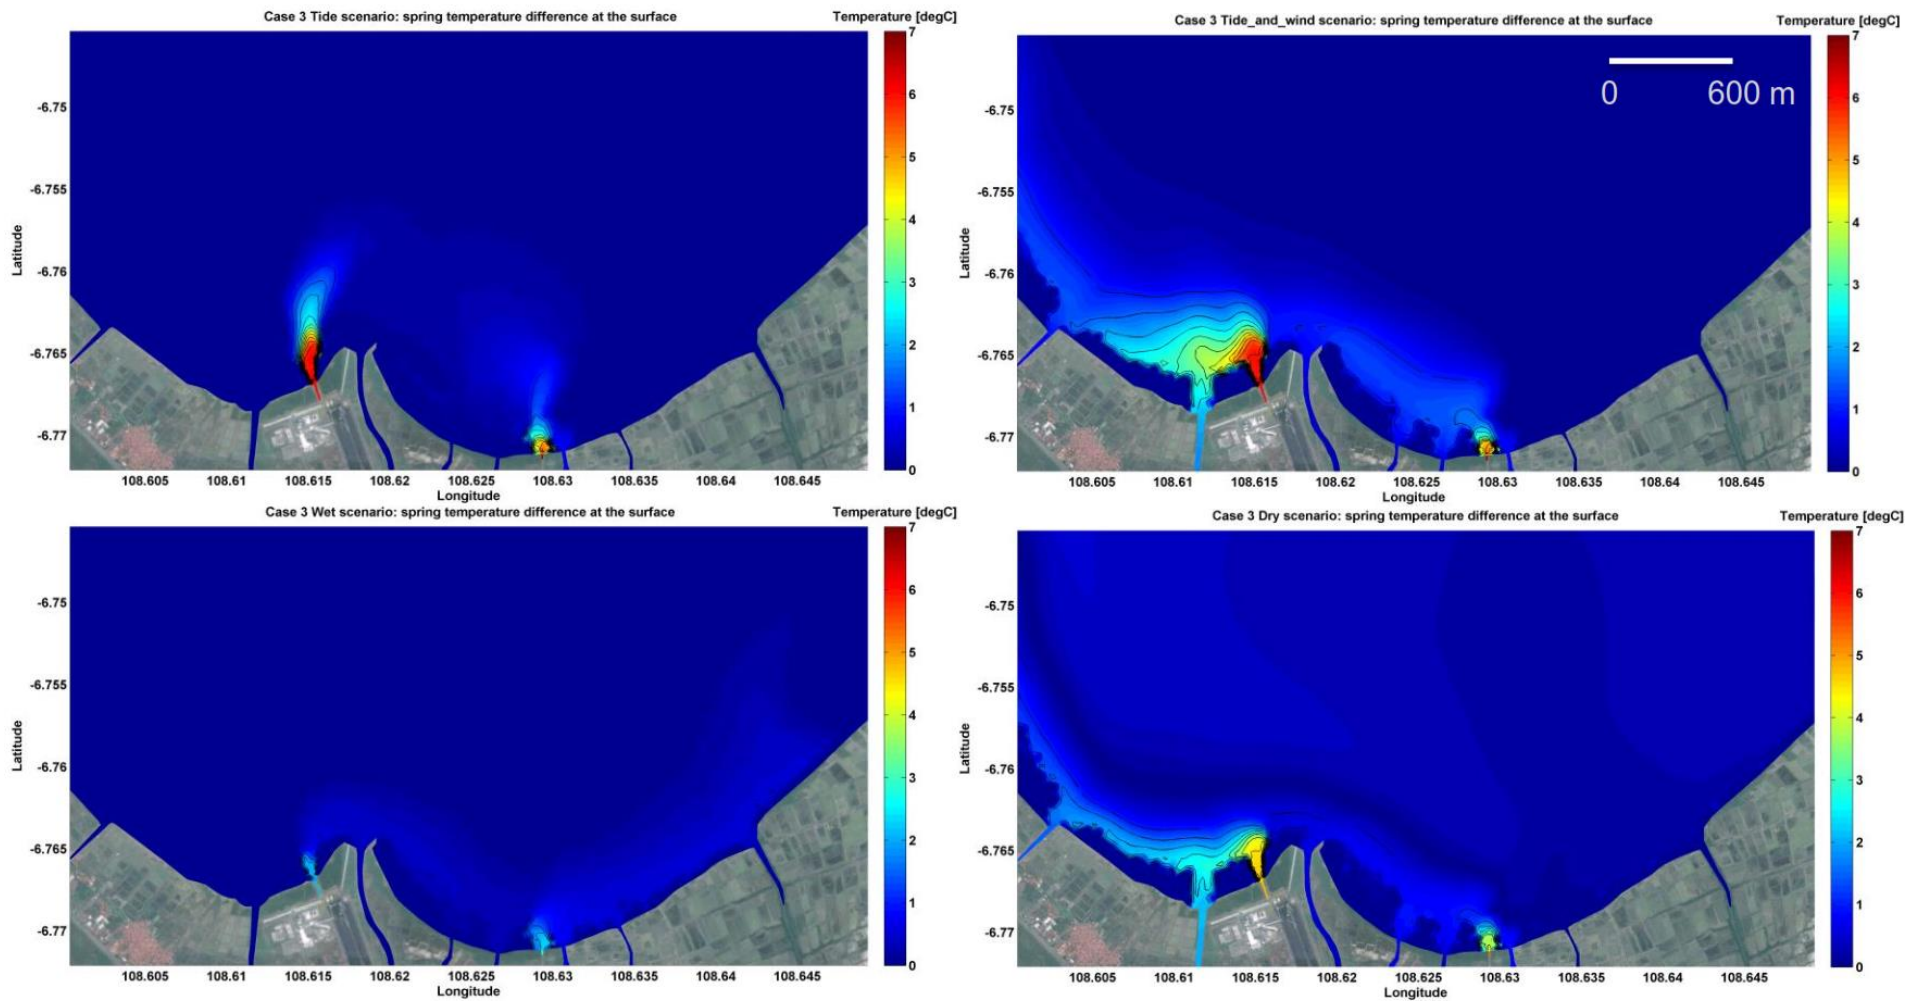 Case 3 Tide scenario: spring temperature difference at the surface
Temperature [degC]
7
6
5
4
3
2
1
0
-6.75
-6.755
-6.76
-6.765
-6.77
Latitude
108.605 108.61 108.615 108.62 108.625 108.63 108.635 108.64 108.645
Longitude
Case 3 Tide_and_wind scenario: spring temperature difference at the surface
Temperature [degC]
0 600 m
7
6
5
4
3
2
1
0
-6.75
-6.755
-6.76
-6.765
-6.77
Latitude
108.605 108.61 108.615 108.62 108.625 108.63 108.635 108.64 108.645
Longitude
Case 3 Wet scenario: spring temperature difference at the surface
Temperature [degC]
7
6
5
4
3
2
1
0
-6.75
-6.755
-6.76
-6.765
-6.77
Latitude
108.605 108.61 108.615 108.62 108.625 108.63 108.635 108.64 108.645
Longitude
Case 3 Dry scenario: spring temperature difference at the surface
Temperature [degC]
7
6
5
4
3
2
1
0
-6.75
-6.755
-6.76
-6.765
-6.77
Latitude
108.605 108.61 108.615 108.62 108.625 108.63 108.635 108.64 108.645
Longitude